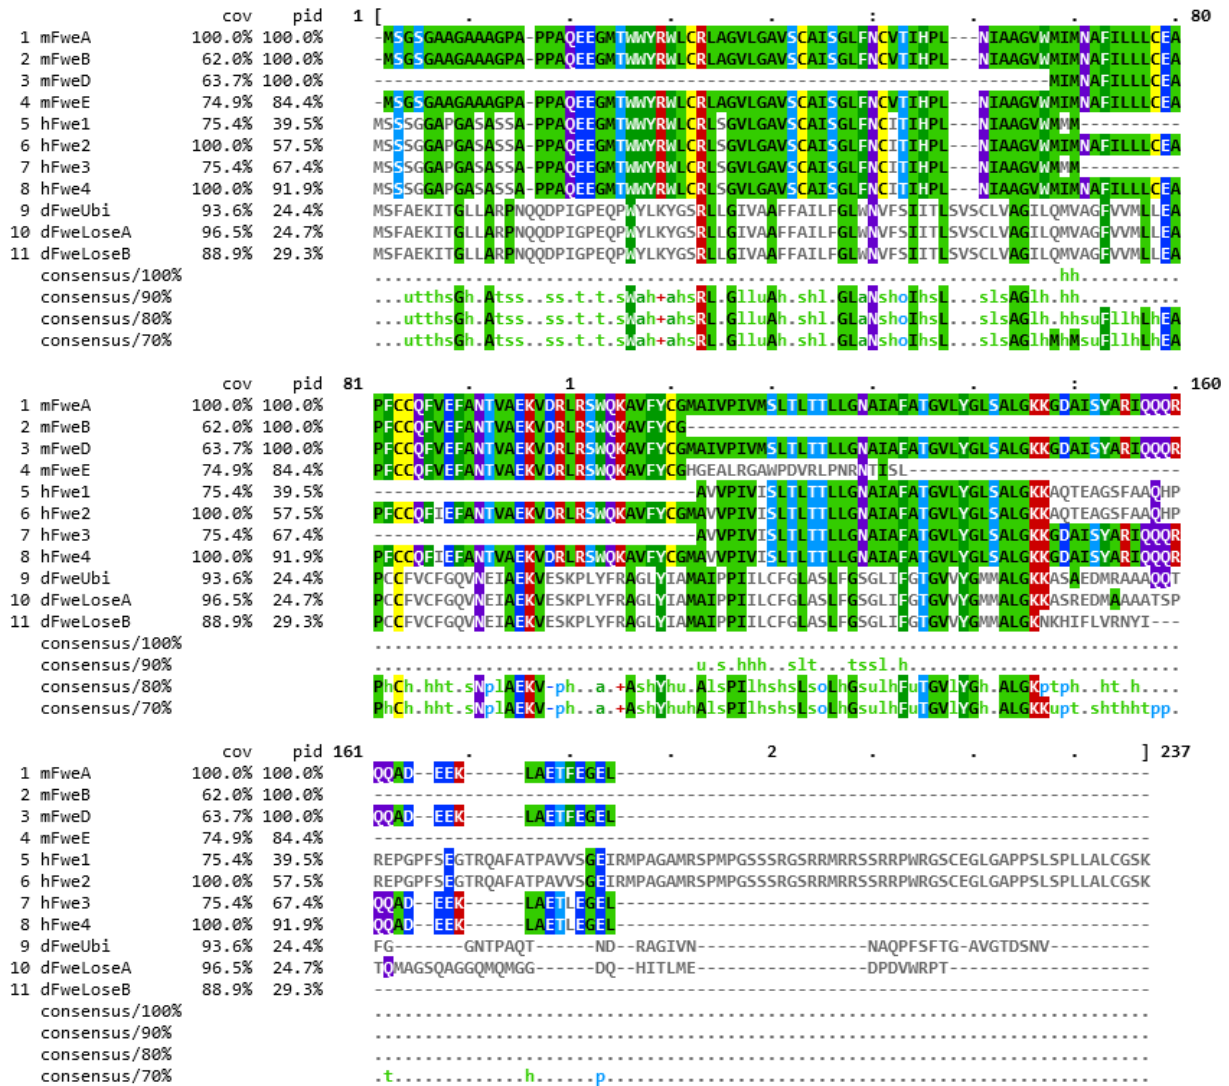 cov pid 1 [ . . . . : . . . 80
1 mFweA 100.0% 100.0% -MSGSGAAGAAAGPA-PPAQEEGMTWWYRWLCRLAGVLGAVSCAISGLFNCVTIHPL---NIAAGVWMIMNAFILLLCEA
2 mFweB 62.0% 100.0% -MSGSGAAGAAAGPA-PPAQEEGMTWWYRWLCRLAGVLGAVSCAISGLFNCVTIHPL---NIAAGVWMIMNAFILLLCEA
3 mFweD 63.7% 100.0% -------------------------------------------------------------------MIMNAFILLLCEA
4 mFweE 74.9% 84.4% -MSGSGAAGAAAGPA-PPAQEEGMTWWYRWLCRLAGVLGAVSCAISGLFNCVTIHPL---NIAAGVWMIMNAFILLLCEA
5 hFwe1 75.4% 39.5% MSSSGGAPGASASSA-PPAQEEGMTWWYRWLCRLSGVLGAVSCAISGLFNCITIHPL---NIAAGVWMMM----------
6 hFwe2 100.0% 57.5% MSSSGGAPGASASSA-PPAQEEGMTWWYRWLCRLSGVLGAVSCAISGLFNCITIHPL---NIAAGVWMIMNAFILLLCEA
7 hFwe3 75.4% 67.4% MSSSGGAPGASASSA-PPAQEEGMTWWYRWLCRLSGVLGAVSCAISGLFNCITIHPL---NIAAGVWMMM----------
8 hFwe4 100.0% 91.9% MSSSGGAPGASASSA-PPAQEEGMTWWYRWLCRLSGVLGAVSCAISGLFNCITIHPL---NIAAGVWMIMNAFILLLCEA
9 dFweUbi 93.6% 24.4% MSFAEKITGLLARPNQQDPIGPEQPWYLKYGSRLLGIVAAFFAILFGLWNVFSIITLSVSCLVAGILQMVAGFVVMLLEA
10 dFweLoseA 96.5% 24.7% MSFAEKITGLLARPNQQDPIGPEQPWYLKYGSRLLGIVAAFFAILFGLWNVFSIITLSVSCLVAGILQMVAGFVVMLLEA
11 dFweLoseB 88.9% 29.3% MSFAEKITGLLARPNQQDPIGPEQPWYLKYGSRLLGIVAAFFAILFGLWNVFSIITLSVSCLVAGILQMVAGFVVMLLEA
consensus/100% ....................................................................hh..........
consensus/90% ...utthsGh.Atss..ss.t.t.sWah+ahsRL.GlluAh.shl.GLaNshoIhsL...slsAGlh.hh..........
consensus/80% ...utthsGh.Atss..ss.t.t.sWah+ahsRL.GlluAh.shl.GLaNshoIhsL...slsAGlh.hhsuFllhLhEA
consensus/70% ...utthsGh.Atss..ss.t.t.sWah+ahsRL.GlluAh.shl.GLaNshoIhsL...slsAGlhMhMsuFllhLhEA
cov pid 81 . 1 . . : . . 160
1 mFweA 100.0% 100.0% PFCCQFVEFANTVAEKVDRLRSWQKAVFYCGMAIVPIVMSLTLTTLLGNAIAFATGVLYGLSALGKKGDAISYARIQQQR
2 mFweB 62.0% 100.0% PFCCQFVEFANTVAEKVDRLRSWQKAVFYCG-------------------------------------------------
3 mFweD 63.7% 100.0% PFCCQFVEFANTVAEKVDRLRSWQKAVFYCGMAIVPIVMSLTLTTLLGNAIAFATGVLYGLSALGKKGDAISYARIQQQR
4 mFweE 74.9% 84.4% PFCCQFVEFANTVAEKVDRLRSWQKAVFYCGHGEALRGAWPDVRLPNRNTISL---------------------------
5 hFwe1 75.4% 39.5% --------------------------------AVVPIVISLTLTTLLGNAIAFATGVLYGLSALGKKAQTEAGSFAAQHP
6 hFwe2 100.0% 57.5% PFCCQFIEFANTVAEKVDRLRSWQKAVFYCGMAVVPIVISLTLTTLLGNAIAFATGVLYGLSALGKKAQTEAGSFAAQHP
7 hFwe3 75.4% 67.4% --------------------------------AVVPIVISLTLTTLLGNAIAFATGVLYGLSALGKKGDAISYARIQQQR
8 hFwe4 100.0% 91.9% PFCCQFIEFANTVAEKVDRLRSWQKAVFYCGMAVVPIVISLTLTTLLGNAIAFATGVLYGLSALGKKGDAISYARIQQQR
9 dFweUbi 93.6% 24.4% PCCFVCFGQVNEIAEKVESKPLYFRAGLYIAMAIPPIILCFGLASLFGSGLIFGTGVVYGMMALGKKASAEDMRAAAQQT
10 dFweLoseA 96.5% 24.7% PCCFVCFGQVNEIAEKVESKPLYFRAGLYIAMAIPPIILCFGLASLFGSGLIFGTGVVYGMMALGKKASREDMAAAATSP
11 dFweLoseB 88.9% 29.3% PCCFVCFGQVNEIAEKVESKPLYFRAGLYIAMAIPPIILCFGLASLFGSGLIFGTGVVYGMMALGKNKHIFLVRNYI---
consensus/100% ................................................................................
consensus/90% ................................u.s.hhh..slt...tssl.h...........................
consensus/80% PhCh.hht.sNplAEKV-ph..a.+AshYhu.AlsPIlhshsLsoLhGsulhFuTGVlYGh.ALGKptph..ht.h....
consensus/70% PhCh.hht.sNplAEKV-ph..a.+AshYhuhAlsPIlhshsLsoLhGsulhFuTGVlYGh.ALGKKupt.shthhtpp.
cov pid 161 . 1 . 2 . . ] 237
1 mFweA 100.0% 100.0% QQAD--EEK------LAETFEGEL-----------------------------------------------------
2 mFweB 62.0% 100.0% -----------------------------------------------------------------------------
3 mFweD 63.7% 100.0% QQAD--EEK------LAETFEGEL-----------------------------------------------------
4 mFweE 74.9% 84.4% -----------------------------------------------------------------------------
5 hFwe1 75.4% 39.5% REPGPFSEGTRQAFATPAVVSGEIRMPAGAMRSPMPGSSSRGSRRMRRSSRRPWRGSCEGLGAPPSLSPLLALCGSK
6 hFwe2 100.0% 57.5% REPGPFSEGTRQAFATPAVVSGEIRMPAGAMRSPMPGSSSRGSRRMRRSSRRPWRGSCEGLGAPPSLSPLLALCGSK
7 hFwe3 75.4% 67.4% QQAD--EEK------LAETLEGEL-----------------------------------------------------
8 hFwe4 100.0% 91.9% QQAD--EEK------LAETLEGEL-----------------------------------------------------
9 dFweUbi 93.6% 24.4% FG-------GNTPAQT------ND--RAGIVN-----------------NAQPFSFTG-AVGTDSNV----------
10 dFweLoseA 96.5% 24.7% TQMAGSQAGGQMQMGG------DQ--HITLME-----------------DPDVWRPT--------------------
11 dFweLoseB 88.9% 29.3% -----------------------------------------------------------------------------
consensus/100% .............................................................................
consensus/90% .............................................................................
consensus/80% .............................................................................
consensus/70% .t.............h......p......................................................